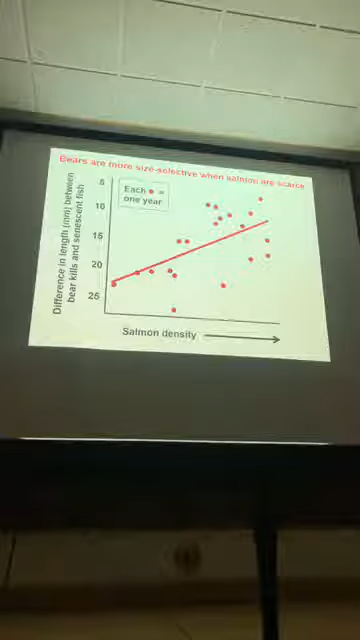 Bears are more size-selective when salmon are scarce
Difference in length (mm) between
bear kills and senescent fish
5
10
15
20
25
Each =
one year
Salmon density